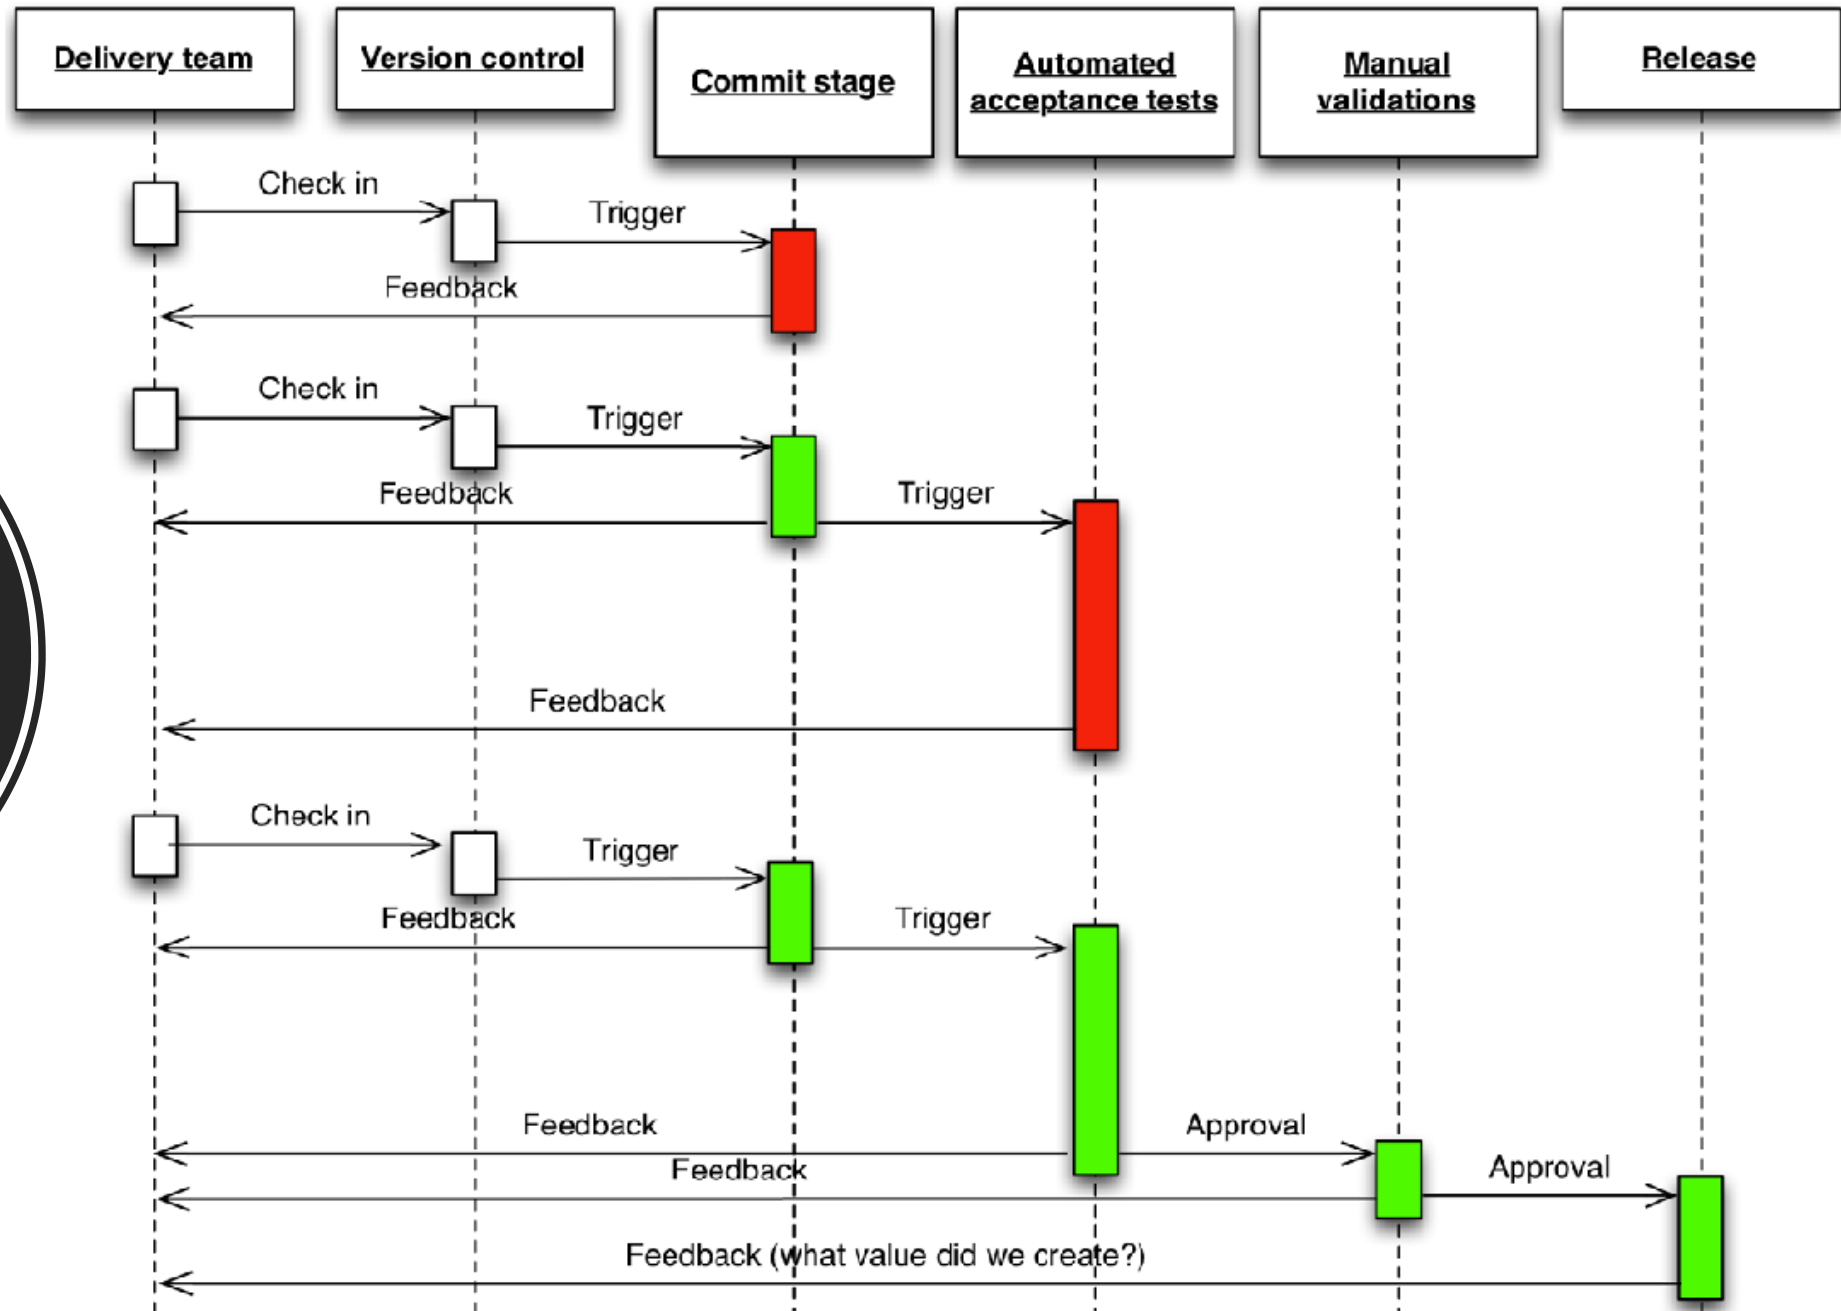 Delivery team
Version control
Commit stage
Automated
acceptance tests
Manual
validations
Release
Check in
Trigger
Feedback
Check in
Trigger
Feedback
Trigger
Feedback
Check in
Trigger
Feedback
Trigger
Feedback
Approval
Feedback
Approval
Feedback (what value did we create?)